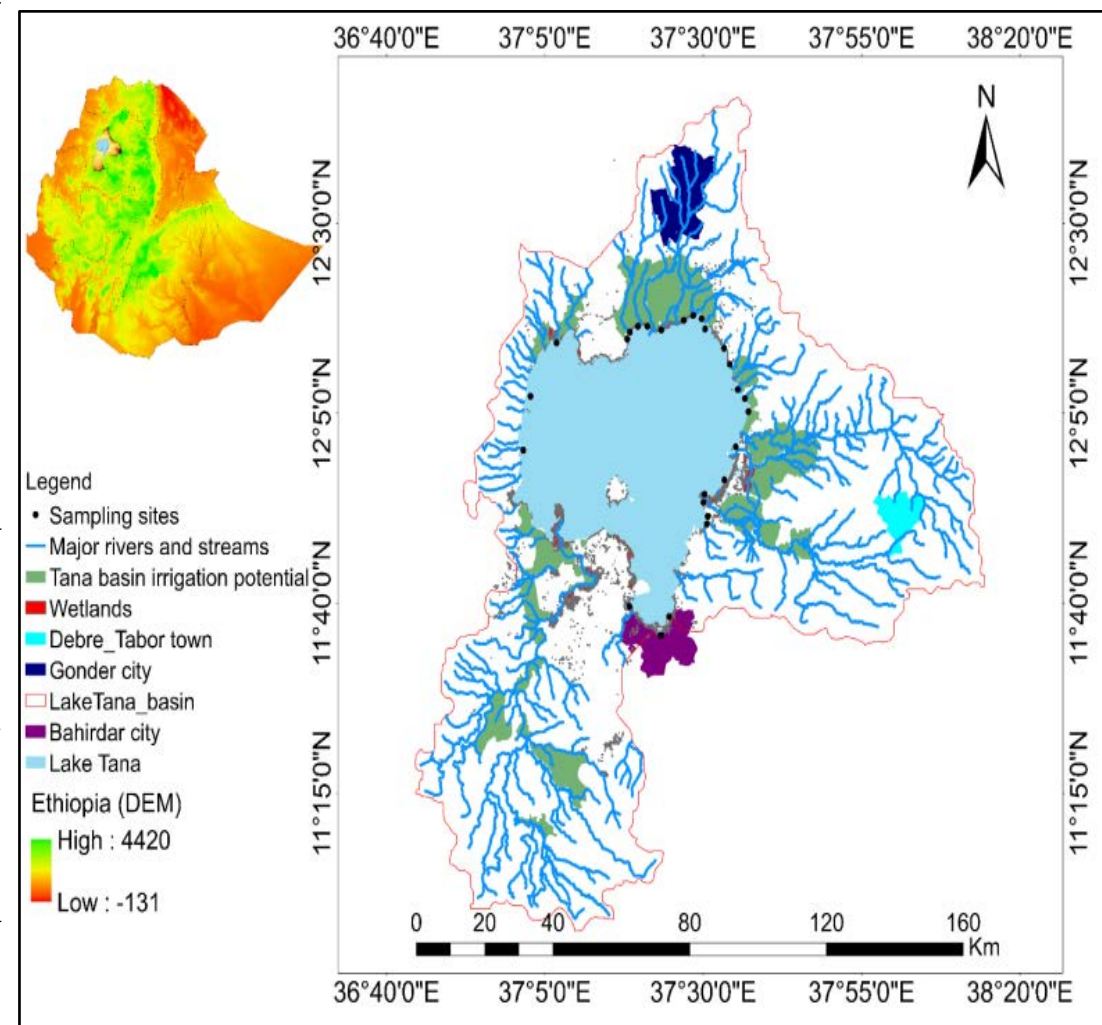 36°40'0"E 37°5'0"E 37°30'0"E 37°55'0"E 38°20'0"E
N
12°30'0"N 12°30'0"N
12°5'0"N 12°5'0"N
11°40'0"N 11°40'0"N
11°15'0"N 11°15'0"N
Legend
Sampling sites
Major rivers and streams
Tana basin irrigation potential
Wetlands
Debre_Tabor town
Gonder city
LakeTana_basin
Bahirdar city
Lake Tana
Ethiopia (DEM)
High : 4420
Low : -131
0 20 40 80 120 160
Km
36°40'0"E 37°5'0"E 37°30'0"E 37°55'0"E 38°20'0"E